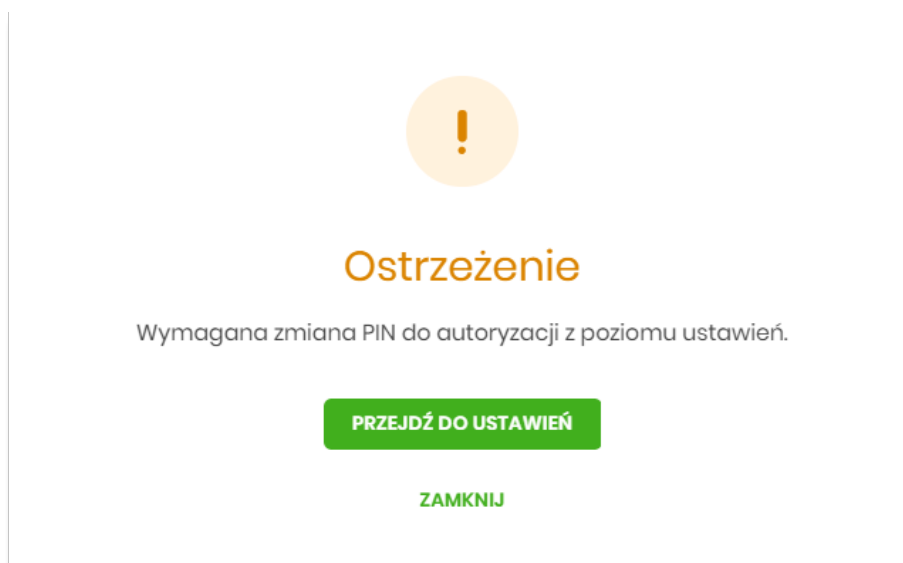 Ostrzeżenie
Wymagana zmiana PIN do autoryzacji z poziomu ustawień.
PRZEJDŹ DO USTAWIEŃ
ZAMKNIJ